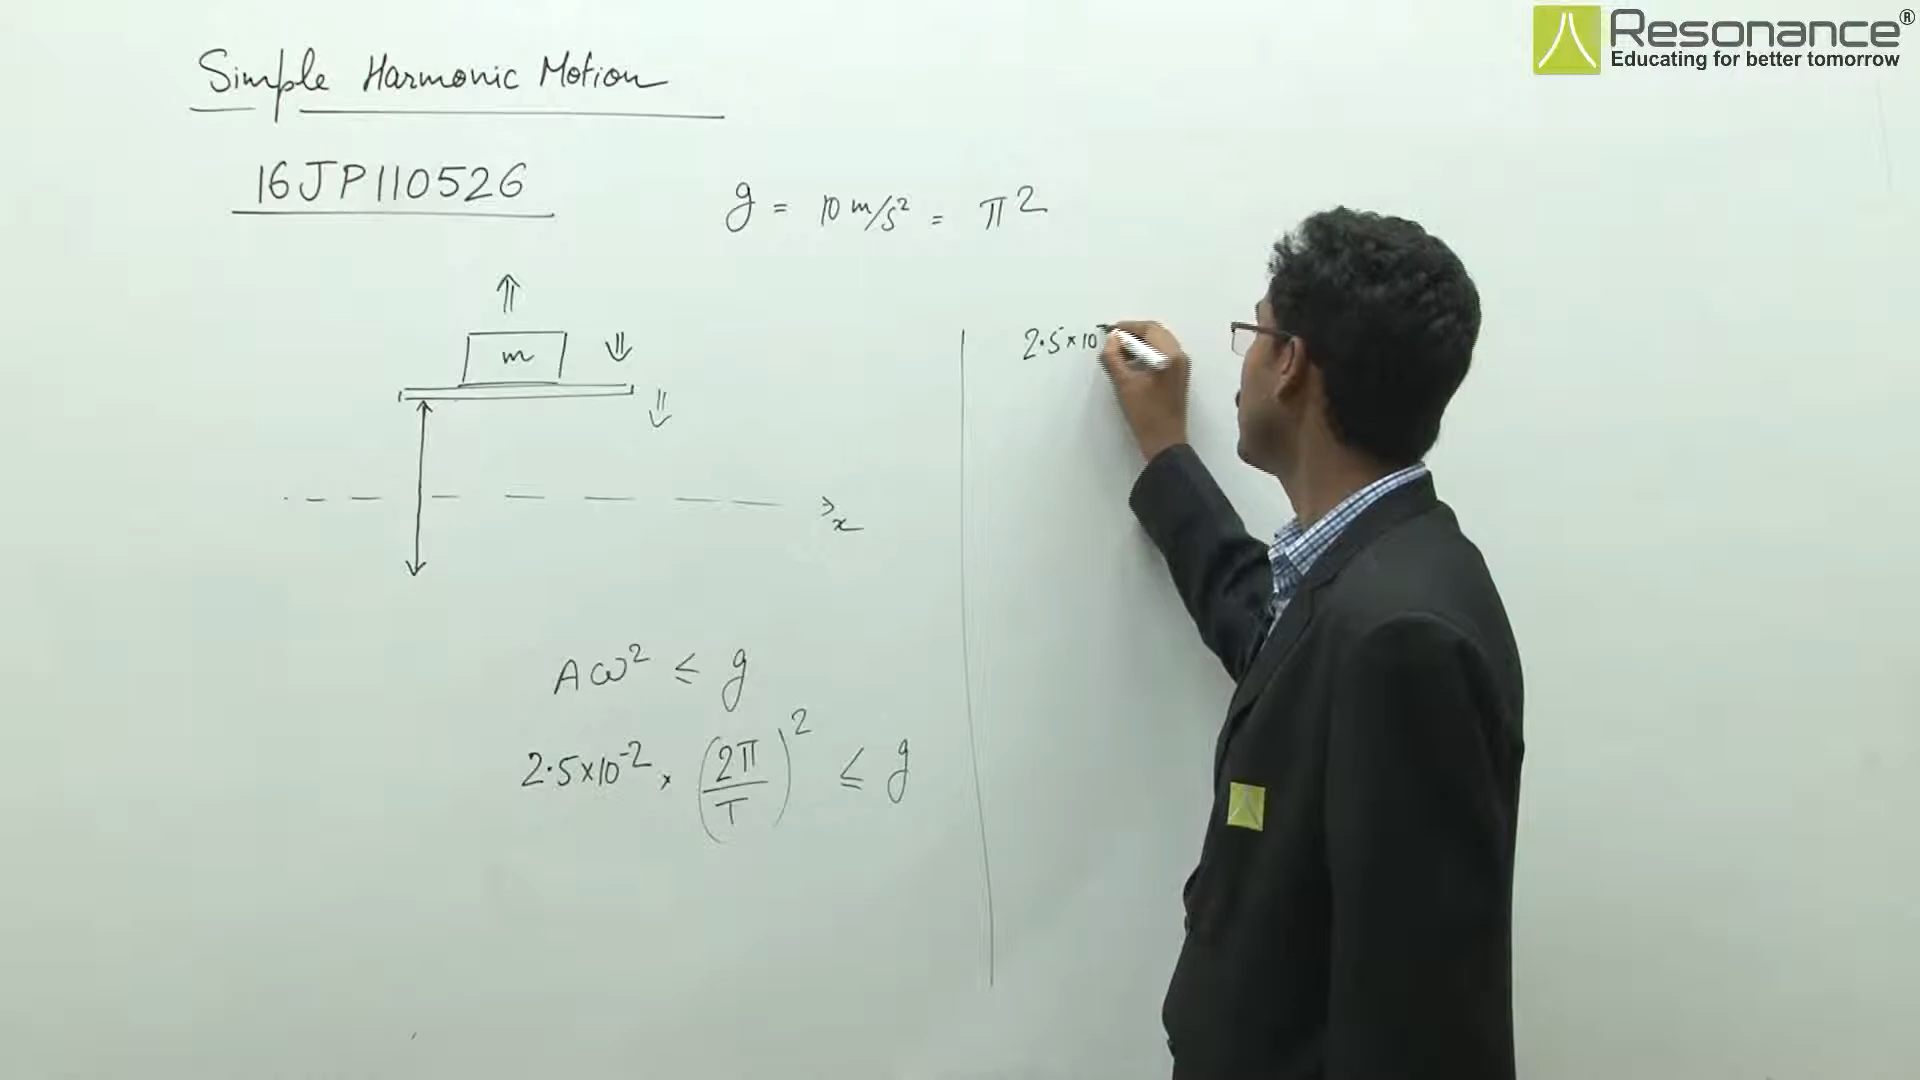 Resonance®
Educating for better tomorrow
Simple Harmonic Motion
16JP110526
g = 10 m/s² = π²
m
x
Aω² ≤ g
2.5×10⁻² × (2π/T)² ≤ g
2.5×10⁻